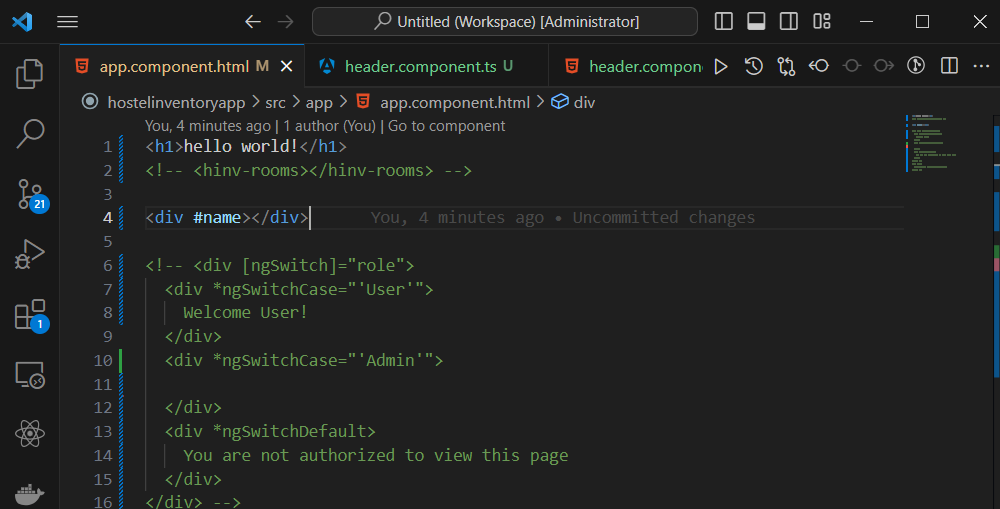 Untitled (Workspace) [Administrator]
app.component.html M
header.component.ts U
header.compon
hostelinventoryapp > src > app > app.component.html > div
You, 4 minutes ago | 1 author (You) | Go to component
1 <h1>hello world!</h1>
2 <!-- <hinv-rooms></hinv-rooms> -->
3
4 <div #name></div> You, 4 minutes ago • Uncommitted changes
5
6 <!-- <div [ngSwitch]="role">
7 <div *ngSwitchCase="'User'">
8 Welcome User!
9 </div>
10 <div *ngSwitchCase="'Admin'">
11
12 </div>
13 <div *ngSwitchDefault>
14 You are not authorized to view this page
15 </div>
16 </div> -->
21
1